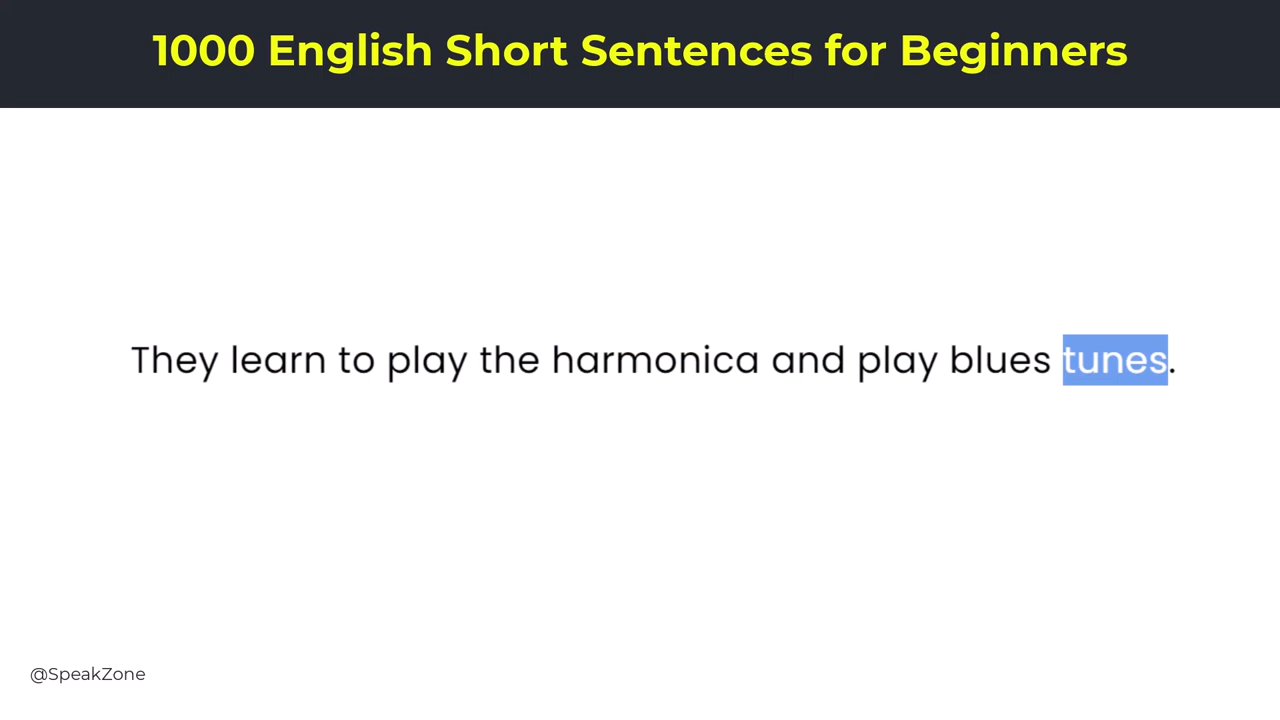 1000 English Short Sentences for Beginners
They learn to play the harmonica and play blues tunes.
@SpeakZone